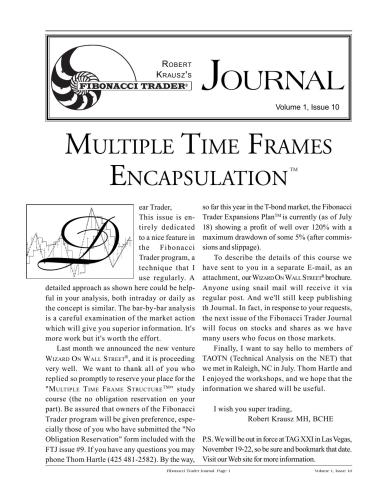 ROBERT
KRAUSZ'S
FIBONACCI TRADER®
JOURNAL
Volume 1, Issue 10
MULTIPLE TIME FRAMES
ENCAPSULATION™
D
ear Trader,
This issue is en-
tirely dedicated
to a nice feature in
the Fibonacci
Trader program, a
technique that I
use regularly. A
detailed approach as shown here could be help-
ful in your analysis, both intraday or daily as
the concept is similar. The bar-by-bar analysis
is a careful examination of the market action
which will give you superior information. It's
more work but it's worth the effort.
Last month we announced the new venture
WIZARD ON WALL STREET®, and it is proceeding
very well. We want to thank all of you who
replied so promptly to reserve your place for the
"MULTIPLE TIME FRAME STRUCTURE™" study
course (the no obligation reservation on your
part). Be assured that owners of the Fibonacci
Trader program will be given preference, espe-
cially those of you who have submitted the "No
Obligation Reservation" form included with the
FTJ issue #9. If you have any questions you may
phone Thom Hartle (425 481-2582). By the way,
so far this year in the T-bond market, the Fibonacci
Trader Expansions Plan™ is currently (as of July
18) showing a profit of well over 120% with a
maximum drawdown of some 5% (after commis-
sions and slippage).
To describe the details of this course we
have sent to you in a separate E-mail, as an
attachment, our WIZARD ON WALL STREET® brochure.
Anyone using snail mail will receive it via
regular post. And we'll still keep publishing
th Journal. In fact, in response to your requests,
the next issue of the Fibonacci Trader Journal
will focus on stocks and shares as we have
many users who focus on those markets.
Finally, I want to say hello to members of
TAOTN (Technical Analysis on the NET) that
we met in Raleigh, NC in July. Thom Hartle and
I enjoyed the workshops, and we hope that the
information we shared will be useful.
I wish you super trading,
Robert Krausz MH, BCHE
P.S. We will be out in force at TAG XXI in Las Vegas,
November 19-22, so be sure and bookmark that date.
Visit our Web site for more information.
Fibonacci Trader Journal Page 1
Volume 1, Issue 10